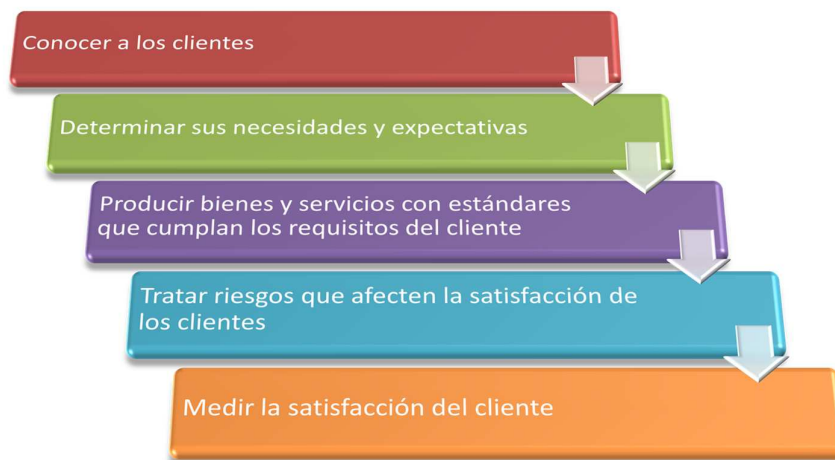 Conocer a los clientes
Determinar sus necesidades y expectativas
Producir bienes y servicios con estándares
que cumplan los requisitos del cliente
Tratar riesgos que afecten la satisfacción de
los clientes
Medir la satisfacción del cliente